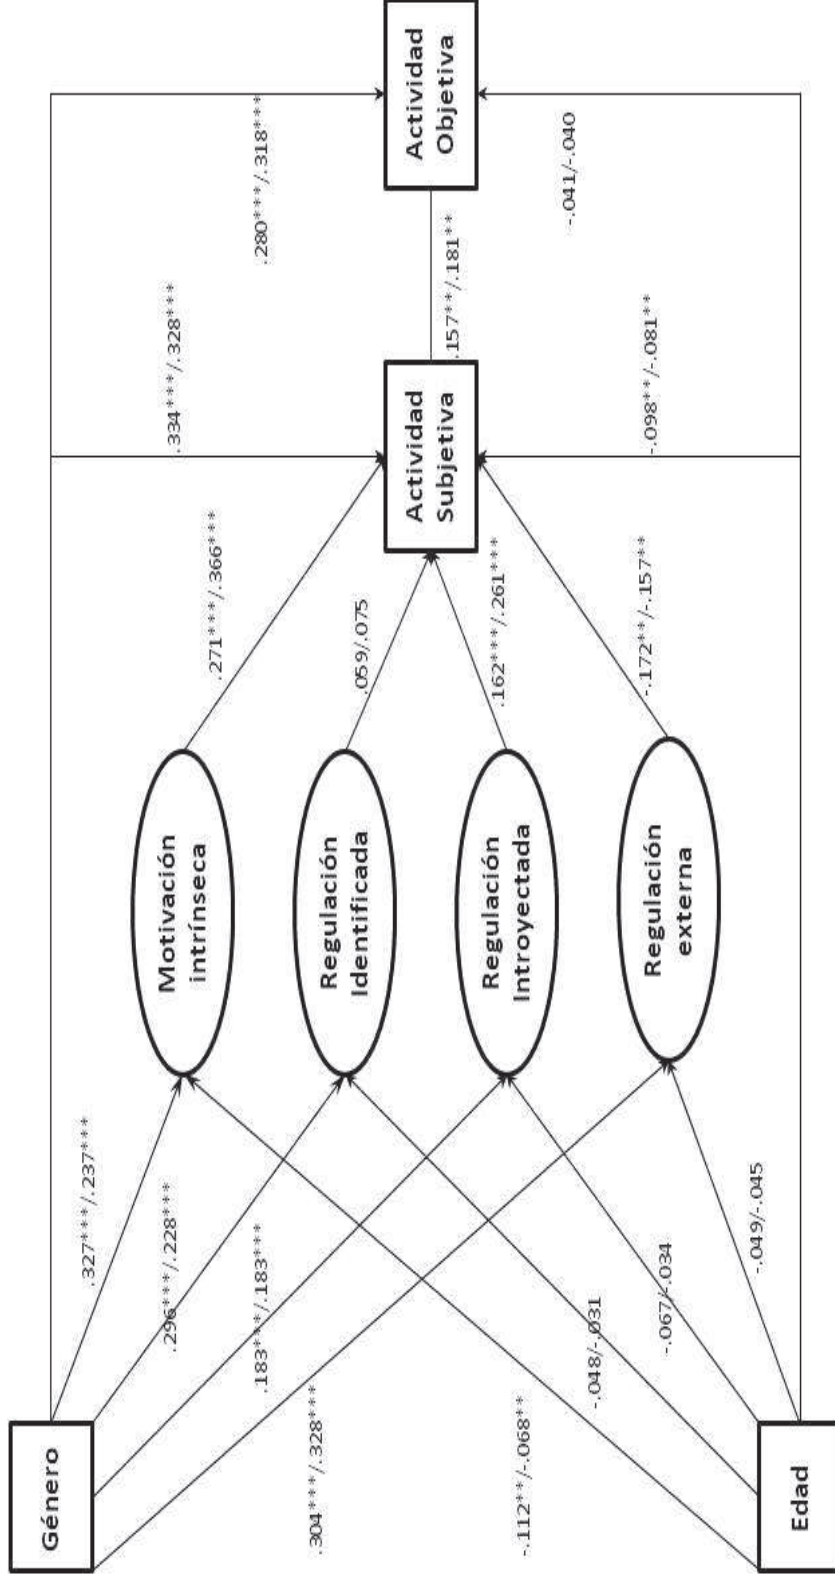 Género
Edad
.327***/.237***
.296***/.228***
.183***/.183***
.304***/.328***
-.112**/-.068**
-.048/-.031
-.067/-.034
-.049/-.045
Motivación
intrínseca
Regulación
Identificada
Regulación
Introyectada
Regulación
externa
.271***/.366***
.059/.075
.162***/.261***
-.172**/-.157**
.334***/.328***
Actividad
Subjetiva
-.098**/-.081**
.157**/.181**
.280***/.318***
Actividad
Objetiva
-.041/-.040